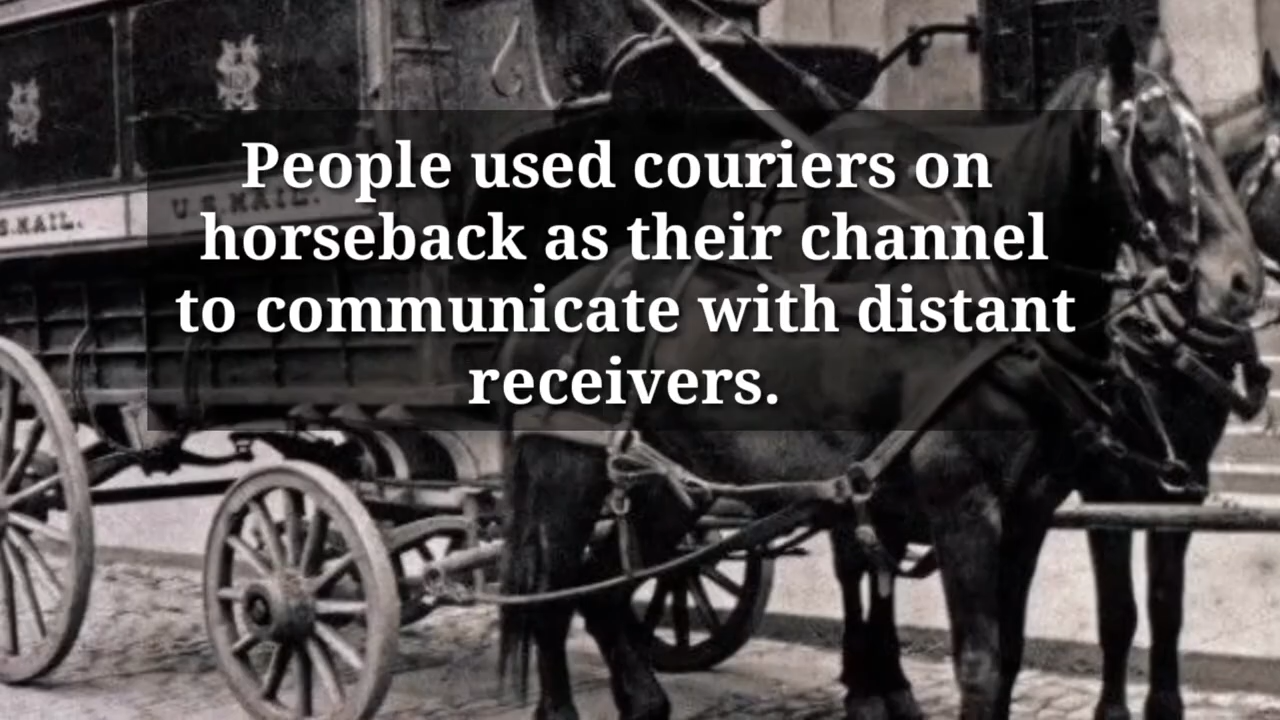 People used couriers on
horseback as their channel
to communicate with distant
receivers.
S.MAIL.
U.S.MAIL.